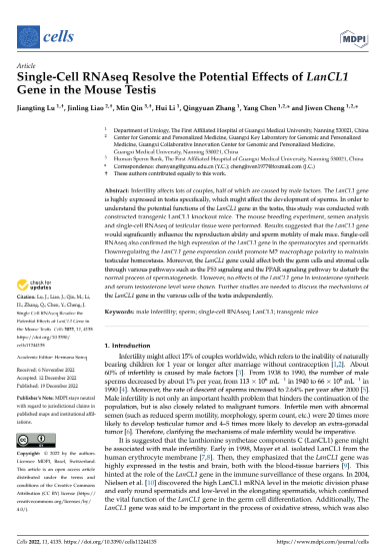 cells
MDPI
Article
Single-Cell RNAseq Resolve the Potential Effects of LanCL1
Gene in the Mouse Testis
Jiangting Lu 1,†, Jinling Liao 2,†, Min Qin 3,†, Hui Li 1, Qingyuan Zhang 1, Yang Chen 1,2,* and Jiwen Cheng 1,2,*
1 Department of Urology, The First Affiliated Hospital of Guangxi Medical University, Nanning 530021, China
2 Center for Genomic and Personalized Medicine, Guangxi Key Laboratory for Genomic and Personalized
Medicine, Guangxi Collaborative Innovation Center for Genomic and Personalized Medicine,
Guangxi Medical University, Nanning 530021, China
3 Human Sperm Bank, The First Affiliated Hospital of Guangxi Medical University, Nanning 530021, China
* Correspondence: chenyang@gxmu.edu.cn (Y.C.); chengjiwen1977@foxmail.com (J.C.)
† These authors contributed equally to this work.
Abstract: Infertility affects lots of couples, half of which are caused by male factors. The LanCL1 gene
is highly expressed in testis specifically, which might affect the development of sperms. In order to
understand the potential functions of the LanCL1 gene in the testis, this study was conducted with
constructed transgenic LanCL1 knockout mice. The mouse breeding experiment, semen analysis
and single-cell RNAseq of testicular tissue were performed. Results suggested that the LanCL1 gene
would significantly influence the reproduction ability and sperm motility of male mice. Single-cell
RNAseq also confirmed the high expression of the LanCL1 gene in the spermatocytes and spermatids.
Downregulating the LanCL1 gene expression could promote M2 macrophage polarity to maintain
testicular homeostasis. Moreover, the LanCL1 gene could affect both the germ cells and stromal cells
through various pathways such as the P53 signaling and the PPAR signaling pathway to disturb the
normal process of spermatogenesis. However, no effects of the LanCL1 gene in testosterone synthesis
and serum testosterone level were shown. Further studies are needed to discuss the mechanisms of
the LanCL1 gene in the various cells of the testis independently.
Keywords: male infertility; sperm; single-cell RNAseq; LanCL1; transgenic mice
check for
updates
Citation: Lu, J.; Liao, J.; Qin, M.; Li,
H.; Zhang, Q.; Chen, Y.; Cheng, J.
Single-Cell RNAseq Resolve the
Potential Effects of LanCL1 Gene in
the Mouse Testis. Cells 2022, 11, 4135.
https://doi.org/10.3390/
cells11244135
Received: 6 November 2022
Accepted: 12 December 2022
Published: 19 December 2022
Publisher's Note: MDPI stays neutral
with regard to jurisdictional claims in
published maps and institutional affil-
iations.
Copyright: © 2022 by the authors.
Licensee MDPI, Basel, Switzerland.
This article is an open access article
distributed under the terms and
conditions of the Creative Commons
Attribution (CC BY) license (https://
creativecommons.org/licenses/by/
4.0/).
1. Introduction
Infertility might affect 15% of couples worldwide, which refers to the inability of naturally
bearing children for 1 year or longer after marriage without contraception [1,2]. About
60% of infertility is caused by male factors [3]. From 1938 to 1990, the number of male
sperms decreased by about 1% per year, from 113 × 10⁶ mL⁻¹ in 1940 to 66 × 10⁶ mL⁻¹ in
1990 [4]. Moreover, the rate of descent of sperms increased to 2.64% per year after 2000 [5].
Male infertility is not only an important health problem that hinders the continuation of the
population, but is also closely related to malignant tumors. Infertile men with abnormal
semen (such as reduced sperm motility, morphology, sperm count, etc.) were 20 times more
likely to develop testicular tumor and 4–5 times more likely to develop an extra-gonadal
tumor [6]. Therefore, clarifying the mechanisms of male infertility would be imperative.
It is suggested that the lanthionine synthetase components C (LanCL1) gene might
be associated with male infertility. Early in 1998, Mayer et al. isolated LanCL1 from the
human erythrocyte membrane [7,8]. Then, they emphasized that the LanCL1 gene was
highly expressed in the testis and brain, both with the blood-tissue barriers [9]. This
hinted at the role of the LanCL1 gene in the immune surveillance of these organs. In 2004,
Nielsen et al. [10] discovered the high LanCL1 mRNA level in the meiotic division phase
and early round spermatids and low-level in the elongating spermatids, which confirmed
the vital function of the LanCL1 gene in the germ cell differentiation. Additionally, The
LanCL1 gene was said to be important in the process of oxidative stress, which was also
Cells 2022, 11, 4135. https://doi.org/10.3390/cells11244135
https://www.mdpi.com/journal/cells